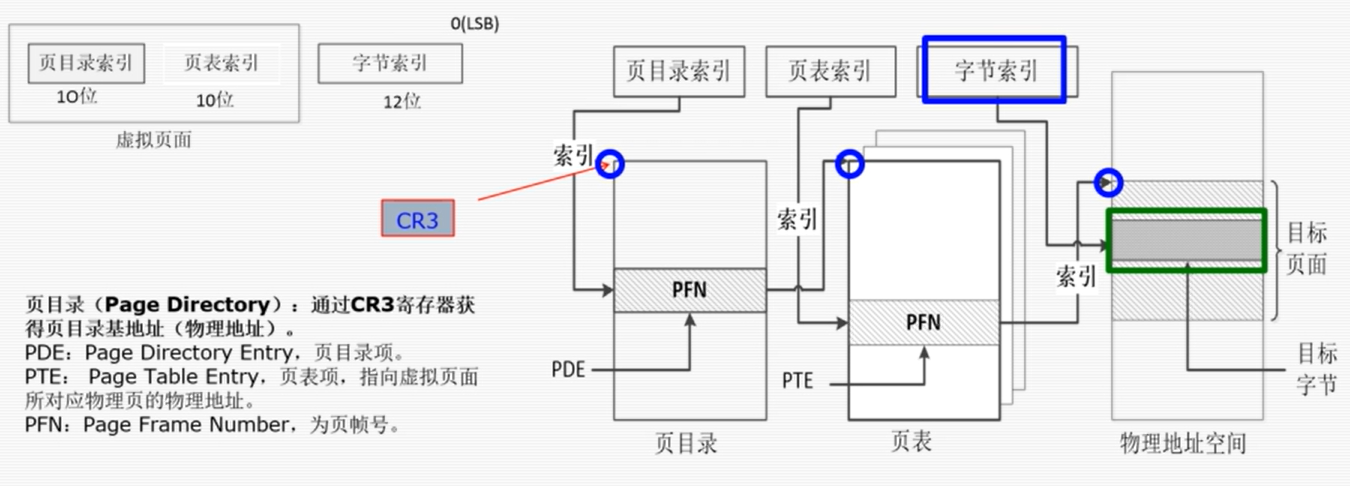 0(LSB)
页目录索引
页表索引
字节索引
10位
10位
12位
虚拟页面
CR3
页目录（Page Directory）：通过CR3寄存器获
得页目录基地址（物理地址）。
PDE：Page Directory Entry，页目录项。
PTE： Page Table Entry，页表项，指向虚拟页面
所对应物理页的物理地址。
PFN：Page Frame Number，为页帧号。
页目录索引
页表索引
字节索引
索引
索引
索引
PFN
PFN
PDE
PTE
目标
页面
目标
字节
页目录
页表
物理地址空间